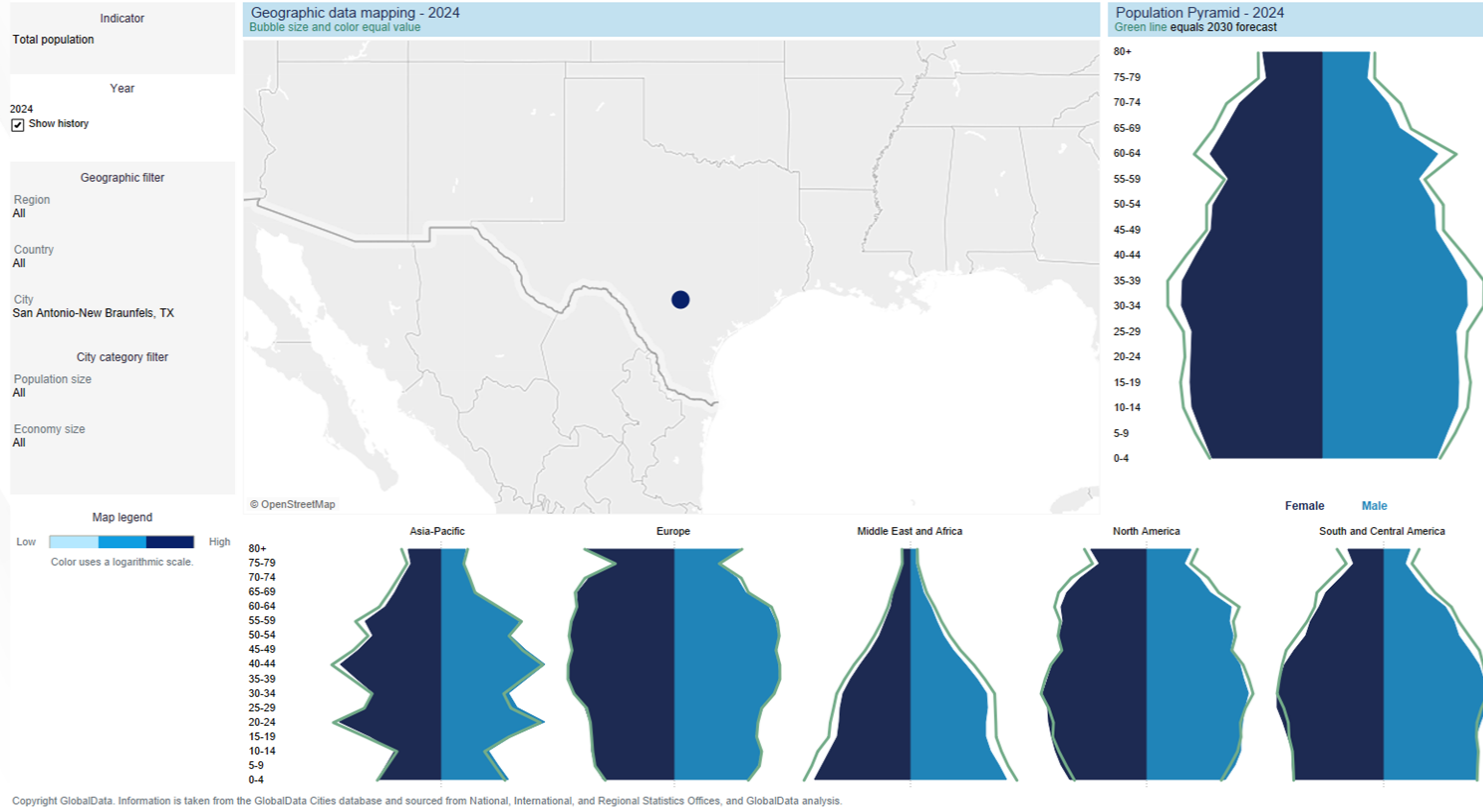 Indicator
Total population
Year
2024
Show history
Geographic filter
Region
All
Country
All
City
San Antonio-New Braunfels, TX
City category filter
Population size
All
Economy size
All
Map legend
Low
High
Color uses a logarithmic scale.
Geographic data mapping - 2024
Bubble size and color equal value
© OpenStreetMap
Population Pyramid - 2024
Green line equals 2030 forecast
80+
75-79
70-74
65-69
60-64
55-59
50-54
45-49
40-44
35-39
30-34
25-29
20-24
15-19
10-14
5-9
0-4
Female Male
Asia-Pacific
Europe
Middle East and Africa
North America
South and Central America
80+
75-79
70-74
65-69
60-64
55-59
50-54
45-49
40-44
35-39
30-34
25-29
20-24
15-19
10-14
5-9
0-4
Copyright GlobalData. Information is taken from the GlobalData Cities database and sourced from National, International, and Regional Statistics Offices, and GlobalData analysis.